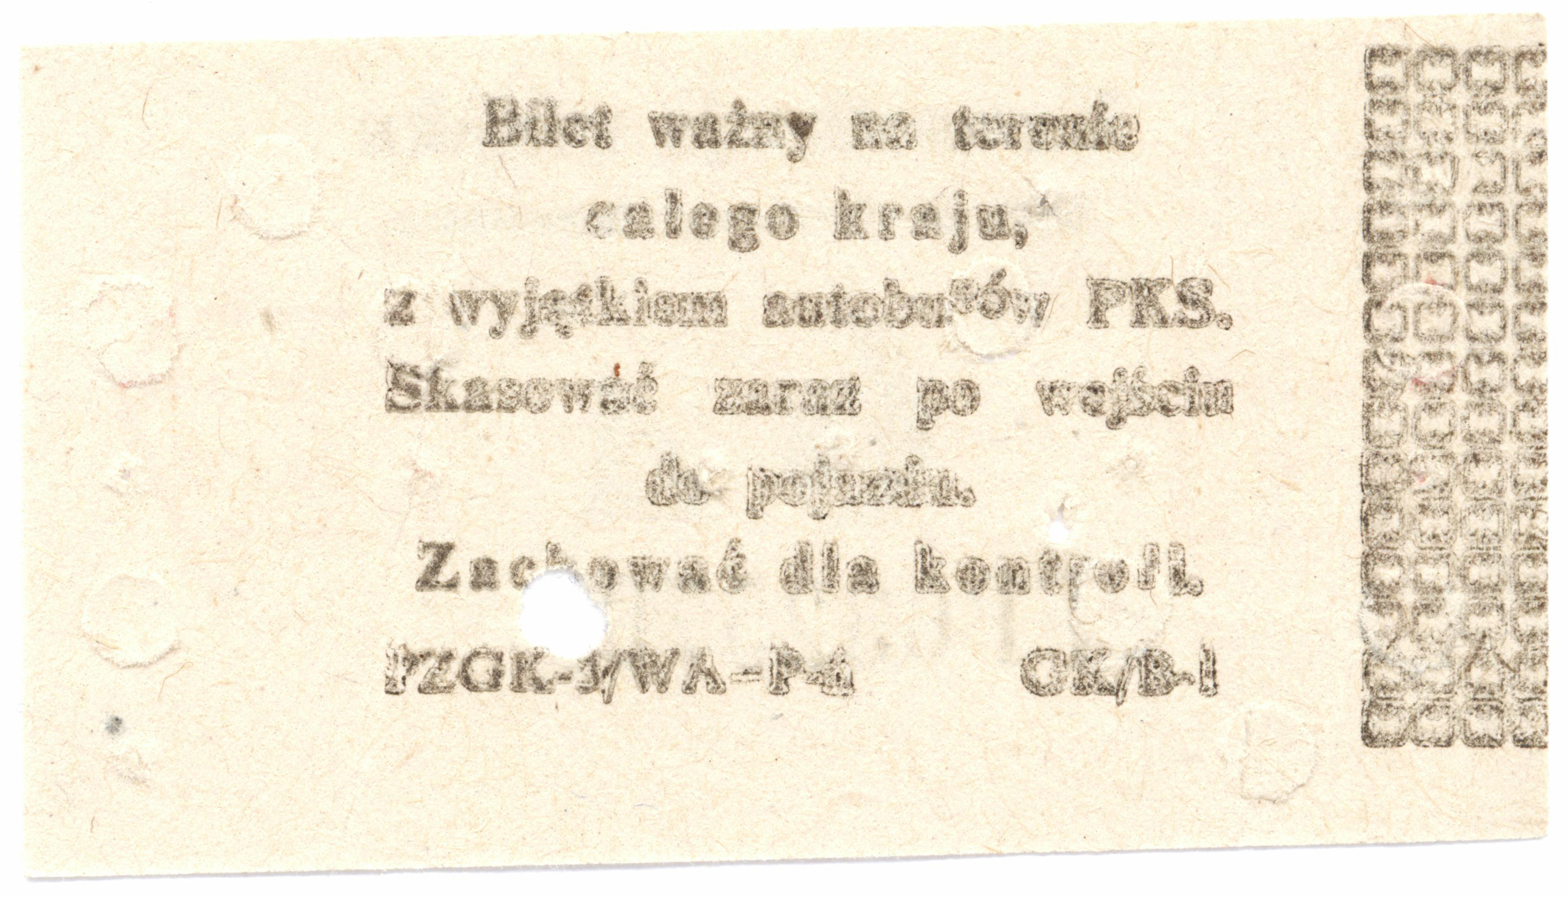 Bilet ważny na terenie
całego kraju,
z wyjątkiem autobusów PKS.
Skasować zaraz po wejściu
do pojazdu.
Zachować dla kontroli.
PZGK-3/WA-P-4 GK/B-1